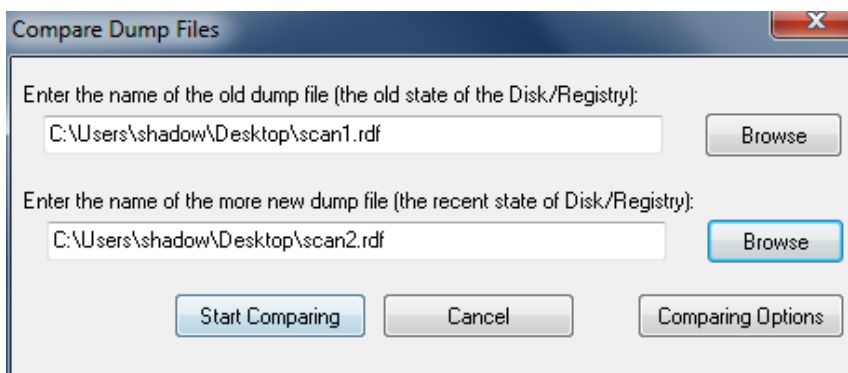 Compare Dump Files
Enter the name of the old dump file (the old state of the Disk/Registry):
C:\Users\shadow\Desktop\scan1.rdf
Browse
Enter the name of the more new dump file (the recent state of Disk/Registry):
C:\Users\shadow\Desktop\scan2.rdf
Browse
Start Comparing Cancel Comparing Options